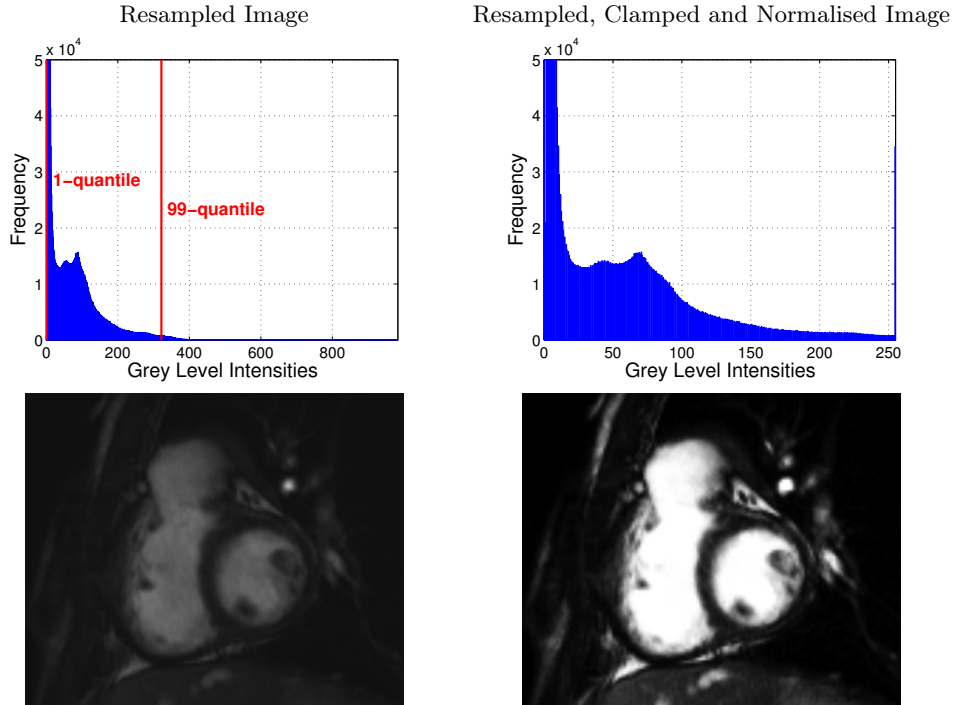 Resampled Image
x 10^4
5
4
3
2
1
0
Frequency
1−quantile
99−quantile
0 200 400 600 800
Grey Level Intensities
Resampled, Clamped and Normalised Image
x 10^4
5
4
3
2
1
0
Frequency
0 50 100 150 200 250
Grey Level Intensities